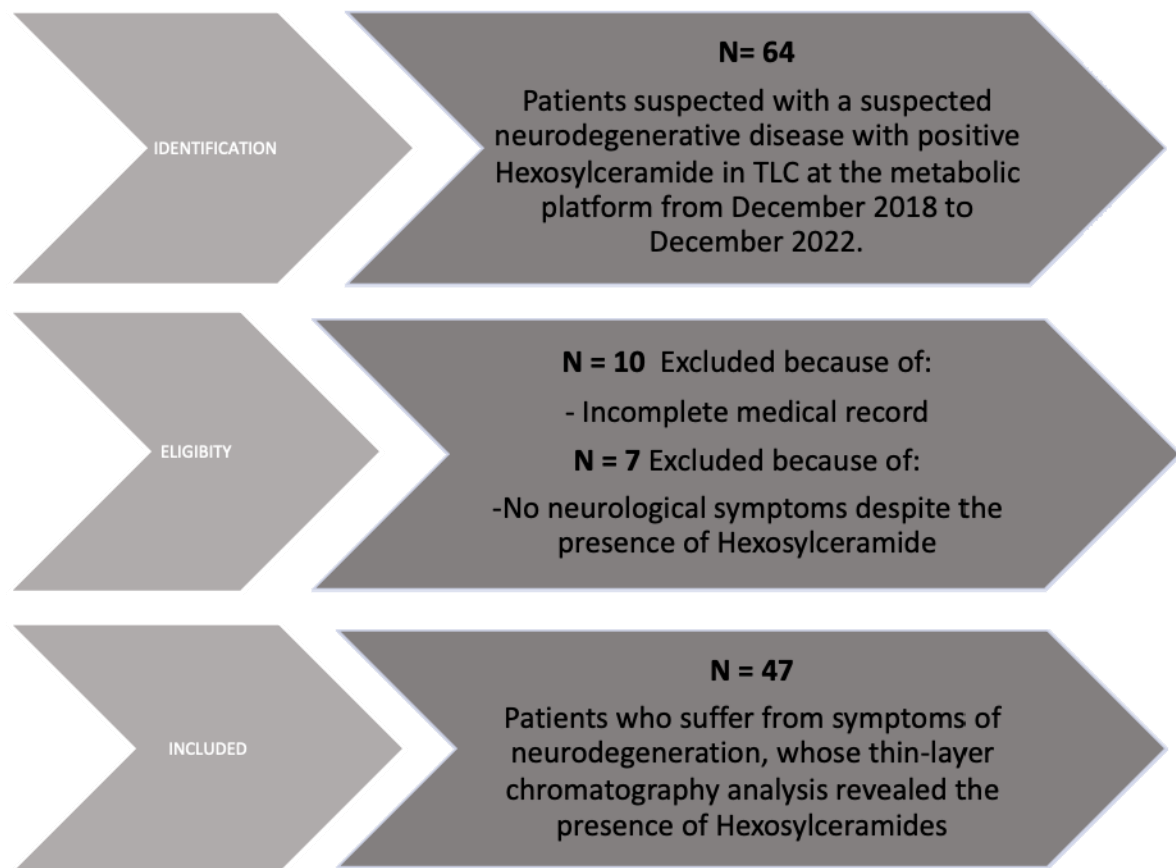 IDENTIFICATION
N= 64
Patients suspected with a suspected
neurodegenerative disease with positive
Hexosylceramide in TLC at the metabolic
platform from December 2018 to
December 2022.
ELIGIBITY
N = 10 Excluded because of:
- Incomplete medical record
N = 7 Excluded because of:
-No neurological symptoms despite the
presence of Hexosylceramide
INCLUDED
N = 47
Patients who suffer from symptoms of
neurodegeneration, whose thin-layer
chromatography analysis revealed the
presence of Hexosylceramides